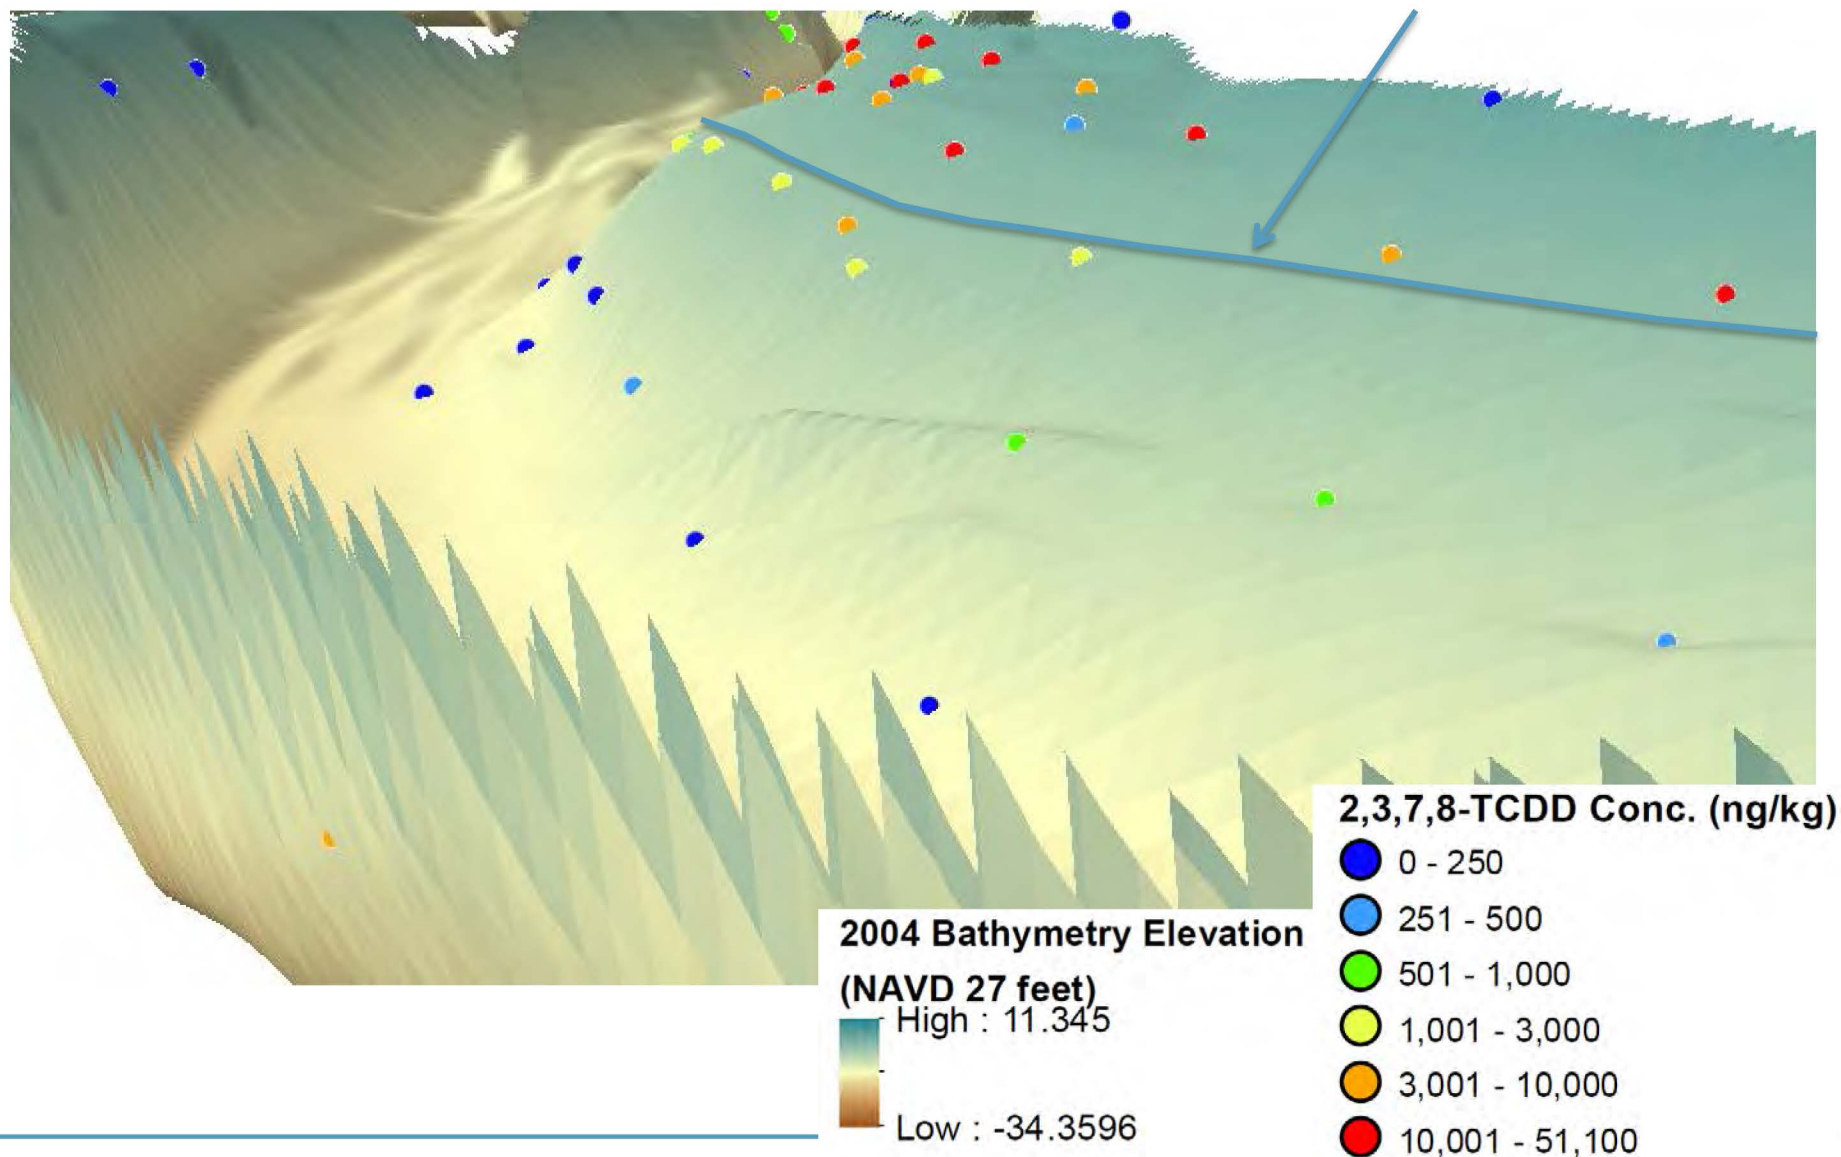 2004 Bathymetry Elevation
(NAVD 27 feet)
High : 11.345
Low : -34.3596
2,3,7,8-TCDD Conc. (ng/kg)
0 - 250
251 - 500
501 - 1,000
1,001 - 3,000
3,001 - 10,000
10,001 - 51,100